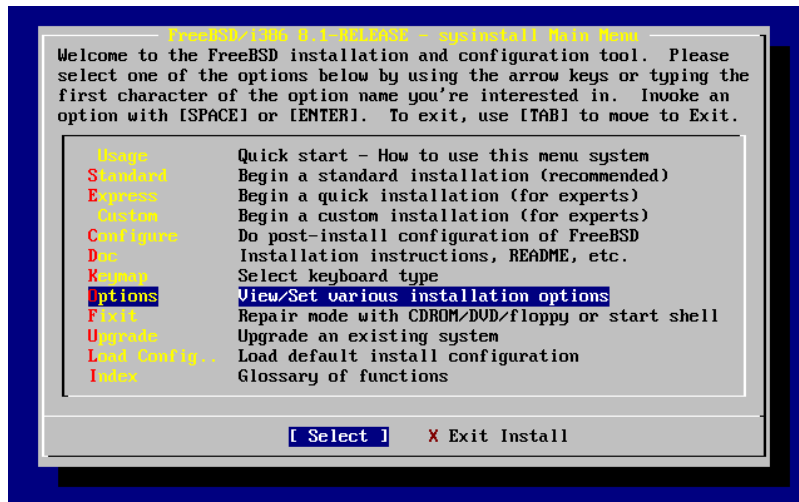 FreeBSD/i386 8.1-RELEASE - sysinstall Main Menu
Welcome to the FreeBSD installation and configuration tool.  Please
select one of the options below by using the arrow keys or typing the
first character of the option name you're interested in.  Invoke an
option with [SPACE] or [ENTER].  To exit, use [TAB] to move to Exit.
Usage Quick start - How to use this menu system
Standard Begin a standard installation (recommended)
Express Begin a quick installation (for experts)
Custom Begin a custom installation (for experts)
Configure Do post-install configuration of FreeBSD
Doc Installation instructions, README, etc.
Keymap Select keyboard type
Options View/Set various installation options
Fixit Repair mode with CDROM/DVD/floppy or start shell
Upgrade Upgrade an existing system
Load Config.. Load default install configuration
Index Glossary of functions
[ Select ] X Exit Install